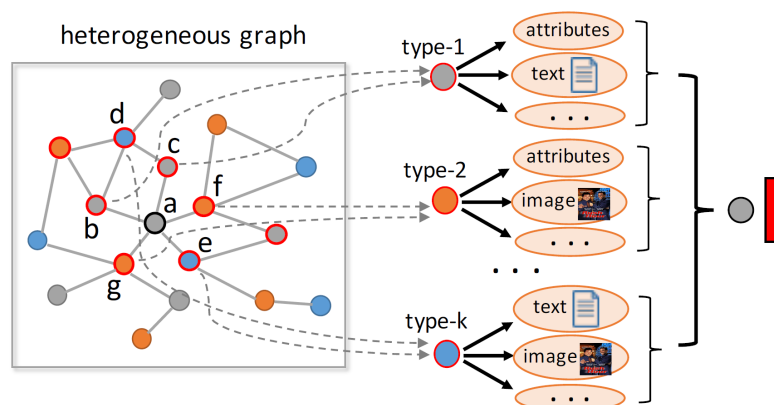 heterogeneous graph
d
c
f
a
b
e
g
type-1
attributes
text
. . .
type-2
attributes
image
. . .
. . .
type-k
text
image
. . .